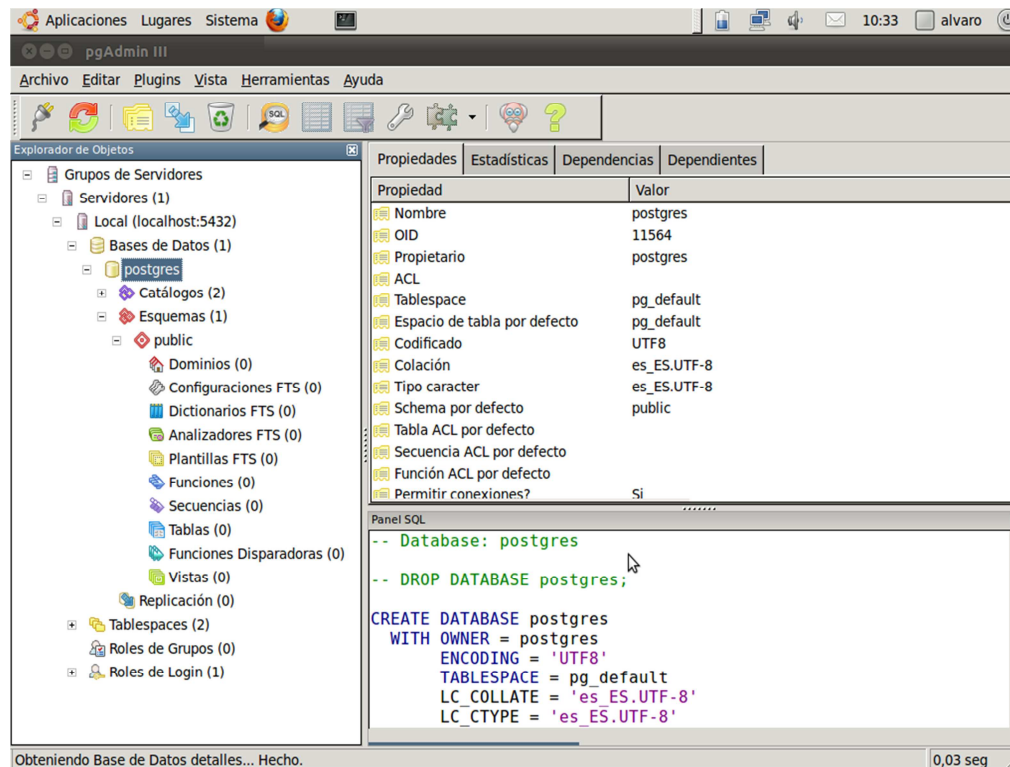 Aplicaciones Lugares Sistema 10:33 alvaro
pgAdmin III
Archivo Editar Plugins Vista Herramientas Ayuda
SQL
Explorador de Objetos
Grupos de Servidores
Servidores (1)
Local (localhost:5432)
Bases de Datos (1)
postgres
Catálogos (2)
Esquemas (1)
public
Dominios (0)
Configuraciones FTS (0)
Dictionarios FTS (0)
Analizadores FTS (0)
Plantillas FTS (0)
Funciones (0)
Secuencias (0)
Tablas (0)
Funciones Disparadoras (0)
Vistas (0)
Replicación (0)
Tablespaces (2)
Roles de Grupos (0)
Roles de Login (1)
Propiedades Estadísticas Dependencias Dependientes
Propiedad Valor
Nombre postgres
OID 11564
Propietario postgres
ACL
Tablespace pg_default
Espacio de tabla por defecto pg_default
Codificado UTF8
Colación es_ES.UTF-8
Tipo caracter es_ES.UTF-8
Schema por defecto public
Tabla ACL por defecto
Secuencia ACL por defecto
Función ACL por defecto
Permitir conexiones? Si
Panel SQL
-- Database: postgres
-- DROP DATABASE postgres;
CREATE DATABASE postgres
WITH OWNER = postgres
ENCODING = 'UTF8'
TABLESPACE = pg_default
LC_COLLATE = 'es_ES.UTF-8'
LC_CTYPE = 'es_ES.UTF-8'
Obteniendo Base de Datos detalles... Hecho. 0,03 seg